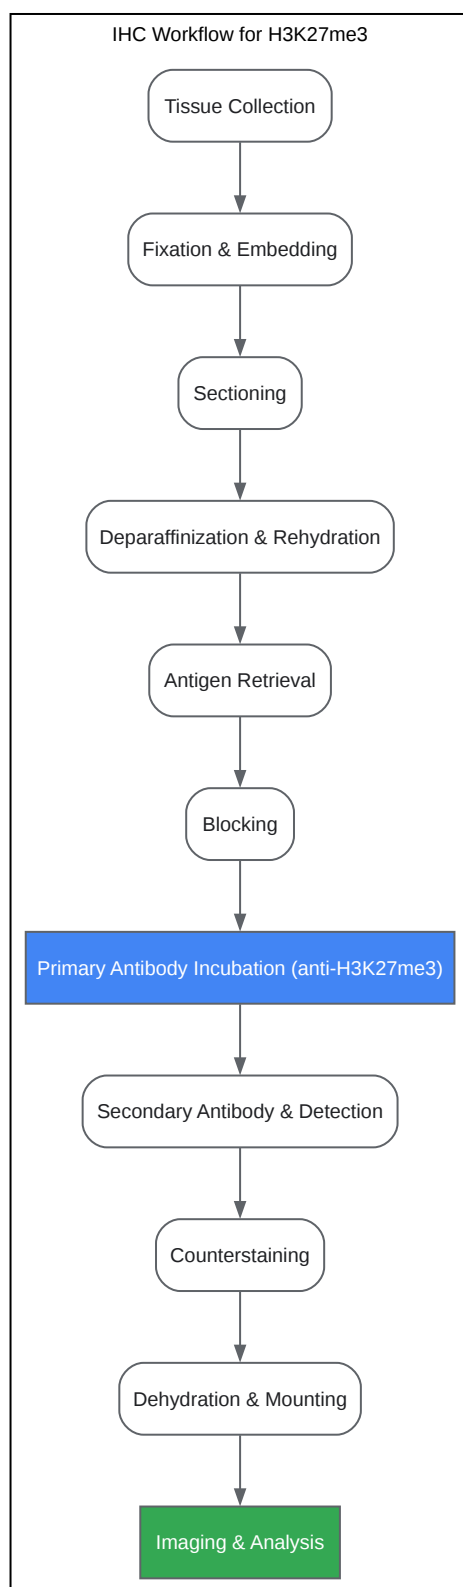 IHC Workflow for H3K27me3
Tissue Collection
Fixation & Embedding
Sectioning
Deparaffinization & Rehydration
Antigen Retrieval
Blocking
Primary Antibody Incubation (anti-H3K27me3)
Secondary Antibody & Detection
Counterstaining
Dehydration & Mounting
Imaging & Analysis